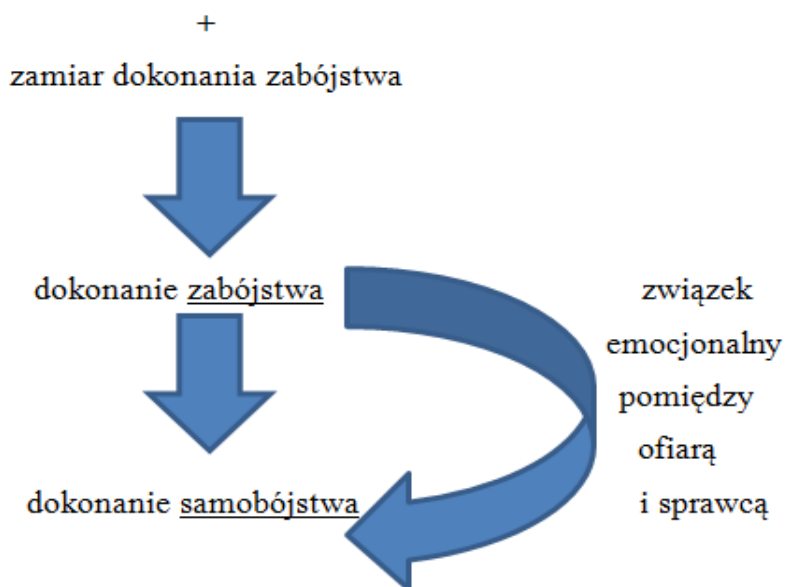 +
zamiar dokonania zabójstwa
dokonanie zabójstwa
związek
emocjonalny
pomiędzy
ofiarą
i sprawcą
dokonanie samobójstwa